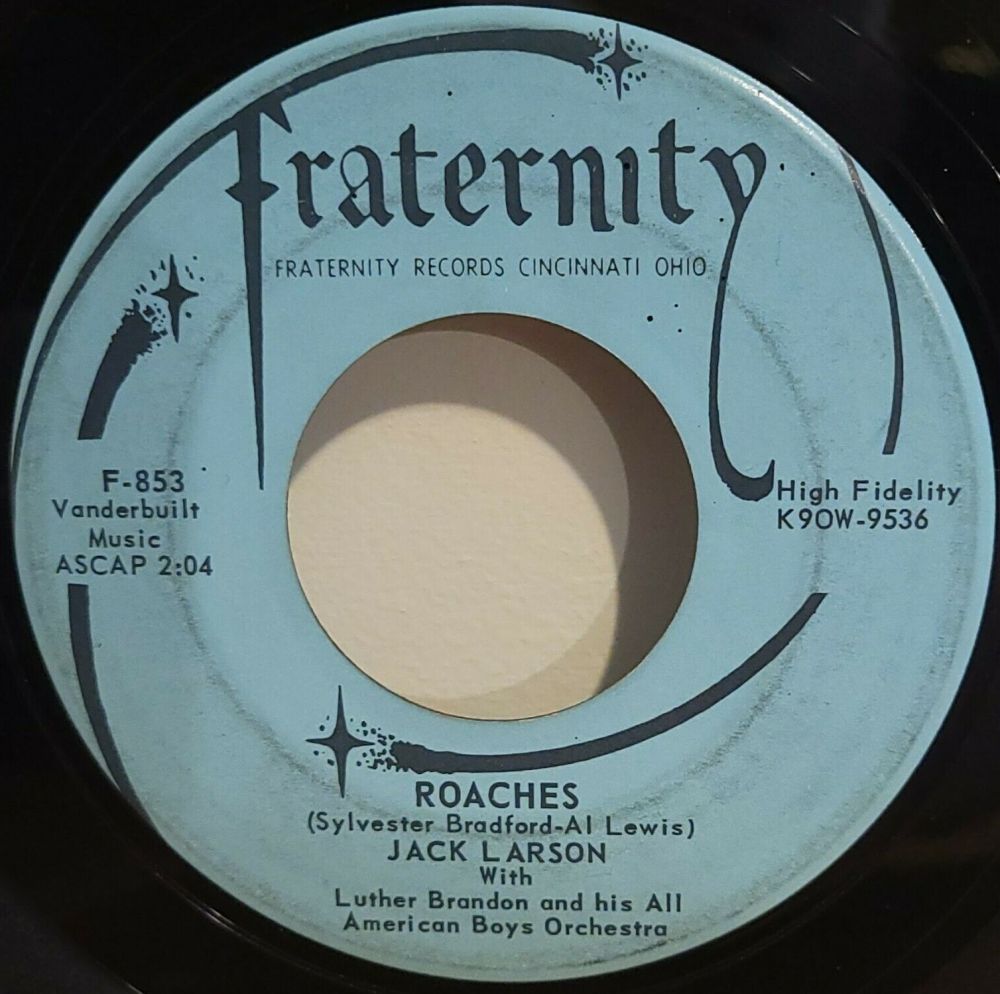 Fraternity
FRATERNITY RECORDS CINCINNATI OHIO
F-853
Vanderbuilt
Music
ASCAP 2:04
High Fidelity
K9OW-9536
ROACHES
(Sylvester Bradford-Al Lewis)
JACK LARSON
With
Luther Brandon and his All
American Boys Orchestra